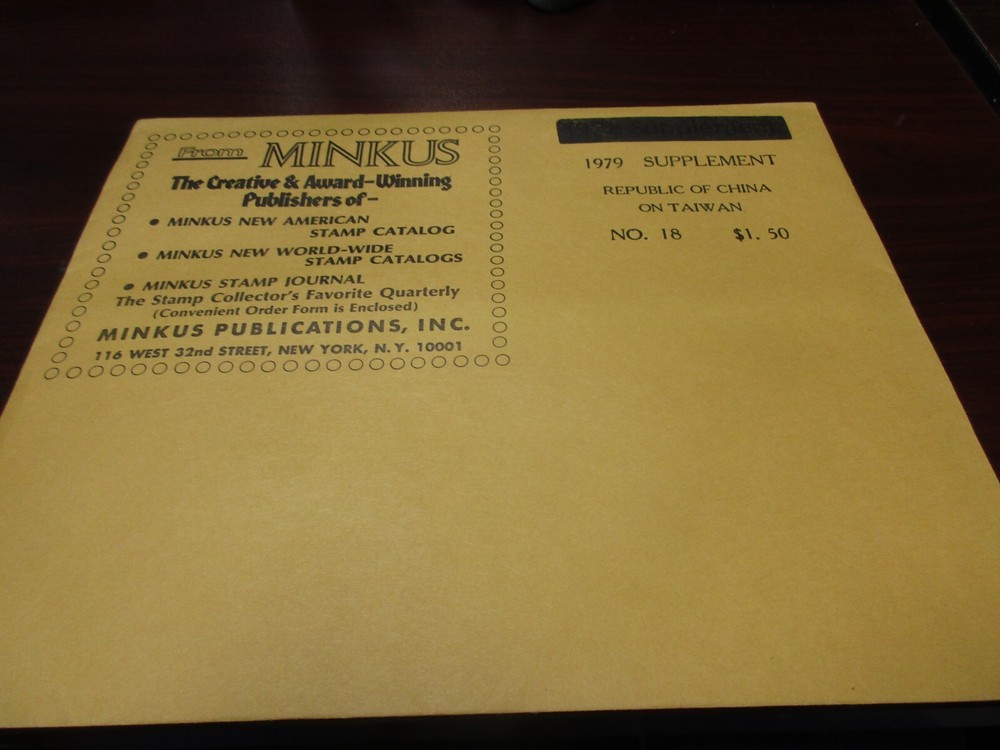 From MINKUS
The Creative & Award-Winning
Publishers of-
• MINKUS NEW AMERICAN
STAMP CATALOG
• MINKUS NEW WORLD-WIDE
STAMP CATALOGS
• MINKUS STAMP JOURNAL
The Stamp Collector's Favorite Quarterly
(Convenient Order Form is Enclosed)
MINKUS PUBLICATIONS, INC.
116 WEST 32nd STREET, NEW YORK, N.Y. 10001
1979 SUPPLEMENT
REPUBLIC OF CHINA
ON TAIWAN
NO. 18 $1.50